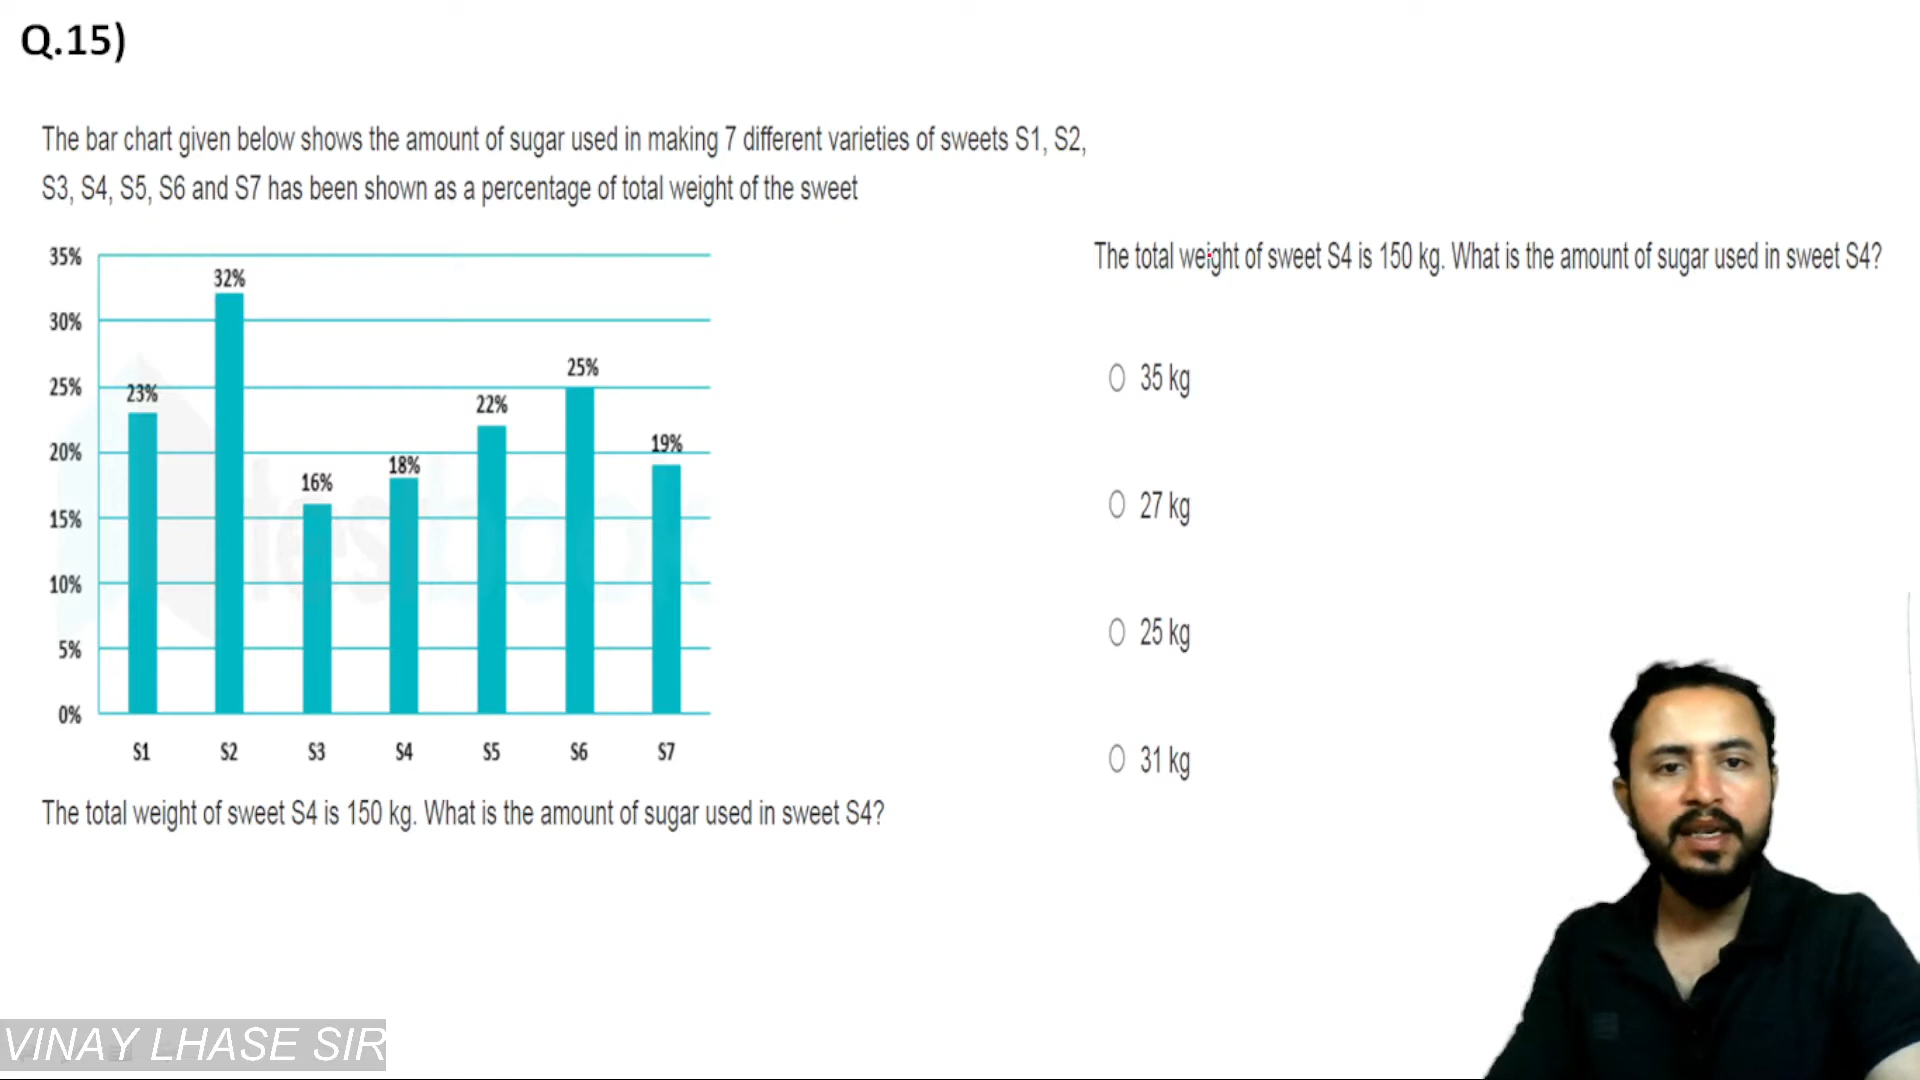 Q.15)
The bar chart given below shows the amount of sugar used in making 7 different varieties of sweets S1, S2,
S3, S4, S5, S6 and S7 has been shown as a percentage of total weight of the sweet
The total weight of sweet S4 is 150 kg. What is the amount of sugar used in sweet S4?
35%
30%
25%
20%
15%
10%
5%
0%
23%
32%
16%
18%
22%
25%
19%
S1 S2 S3 S4 S5 S6 S7
testbook
The total weight of sweet S4 is 150 kg. What is the amount of sugar used in sweet S4?
35 kg
27 kg
25 kg
31 kg
VINAY LHASE SIR